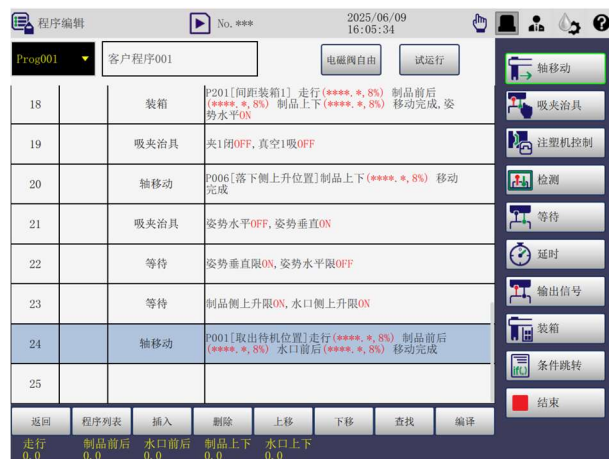 程序编辑
No. ***
2025/06/09
16:05:34
Prog001
客户程序001
电磁阀自由
试运行
18
装箱
P201[间距装箱1] 走行(****.*,8%) 制品前后
(****.*,8%) 制品上下(****.*,8%) 移动完成,姿
势水平ON
19
吸夹治具
夹1闭OFF,真空1吸OFF
20
轴移动
P006[落下侧上升位置]制品上下(****.*,8%) 移动
完成
21
吸夹治具
姿势水平OFF,姿势垂直ON
22
等待
姿势垂直限ON,姿势水平限OFF
23
等待
制品侧上升限ON,水口侧上升限ON
24
轴移动
P001[取出待机位置]走行(****.*,8%) 制品前后
(****.*,8%) 水口前后(****.*,8%) 移动完成
25
轴移动
吸夹治具
注塑机控制
检测
等待
延时
输出信号
装箱
if()
条件跳转
结束
返回
程序列表
插入
删除
上移
下移
查找
编译
走行
制品前后
水口前后
制品上下
水口上下
0.0
0.0
0.0
0.0
0.0